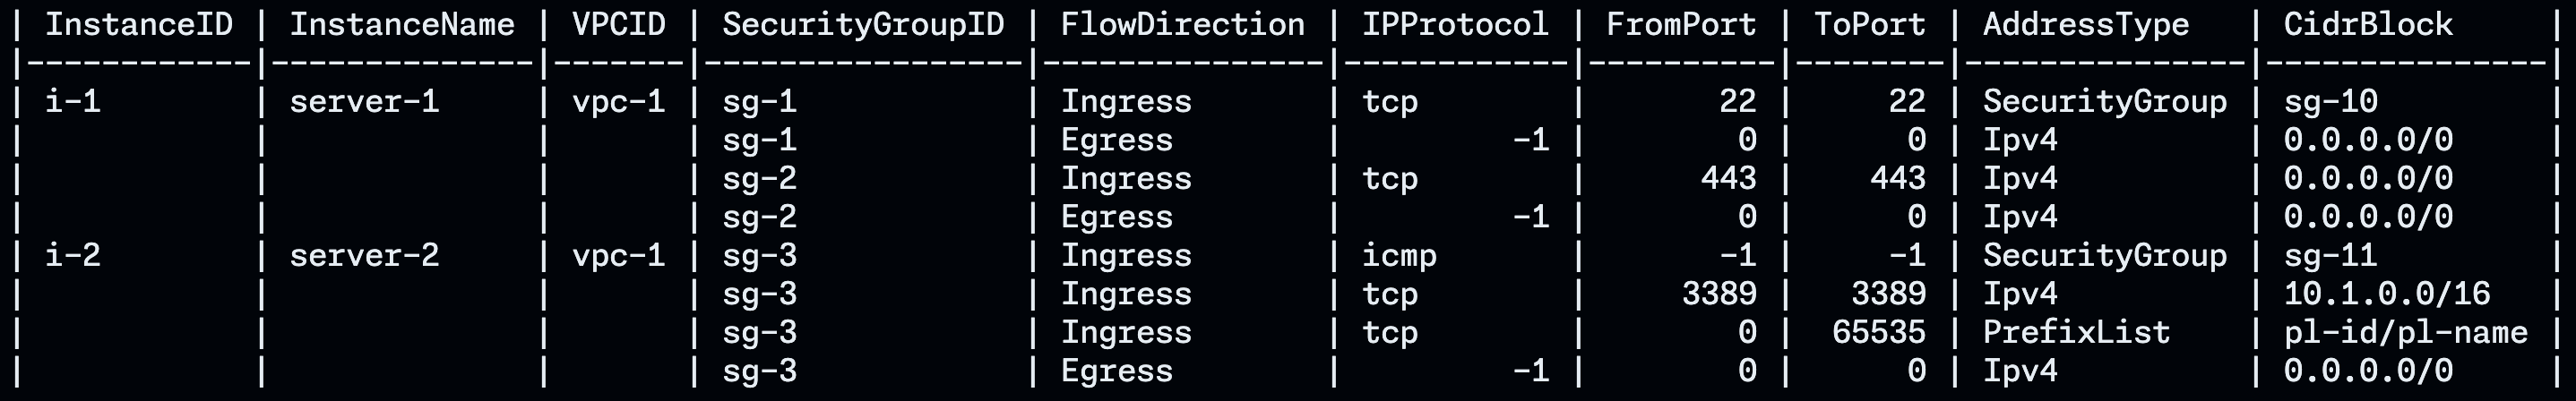 | InstanceID | InstanceName | VPCID | SecurityGroupID | FlowDirection | IPProtocol | FromPort | ToPort | AddressType | CidrBlock |
|------------|--------------|-------|-----------------|---------------|------------|----------|--------|---------------|---------------|
| i-1 | server-1 | vpc-1 | sg-1 | Ingress | tcp | 22 | 22 | SecurityGroup | sg-10 |
| | | | sg-1 | Egress | -1 | 0 | 0 | Ipv4 | 0.0.0.0/0 |
| | | | sg-2 | Ingress | tcp | 443 | 443 | Ipv4 | 0.0.0.0/0 |
| | | | sg-2 | Egress | -1 | 0 | 0 | Ipv4 | 0.0.0.0/0 |
| i-2 | server-2 | vpc-1 | sg-3 | Ingress | icmp | -1 | -1 | SecurityGroup | sg-11 |
| | | | sg-3 | Ingress | tcp | 3389 | 3389 | Ipv4 | 10.1.0.0/16 |
| | | | sg-3 | Ingress | tcp | 0 | 65535 | PrefixList | pl-id/pl-name |
| | | | sg-3 | Egress | -1 | 0 | 0 | Ipv4 | 0.0.0.0/0 |